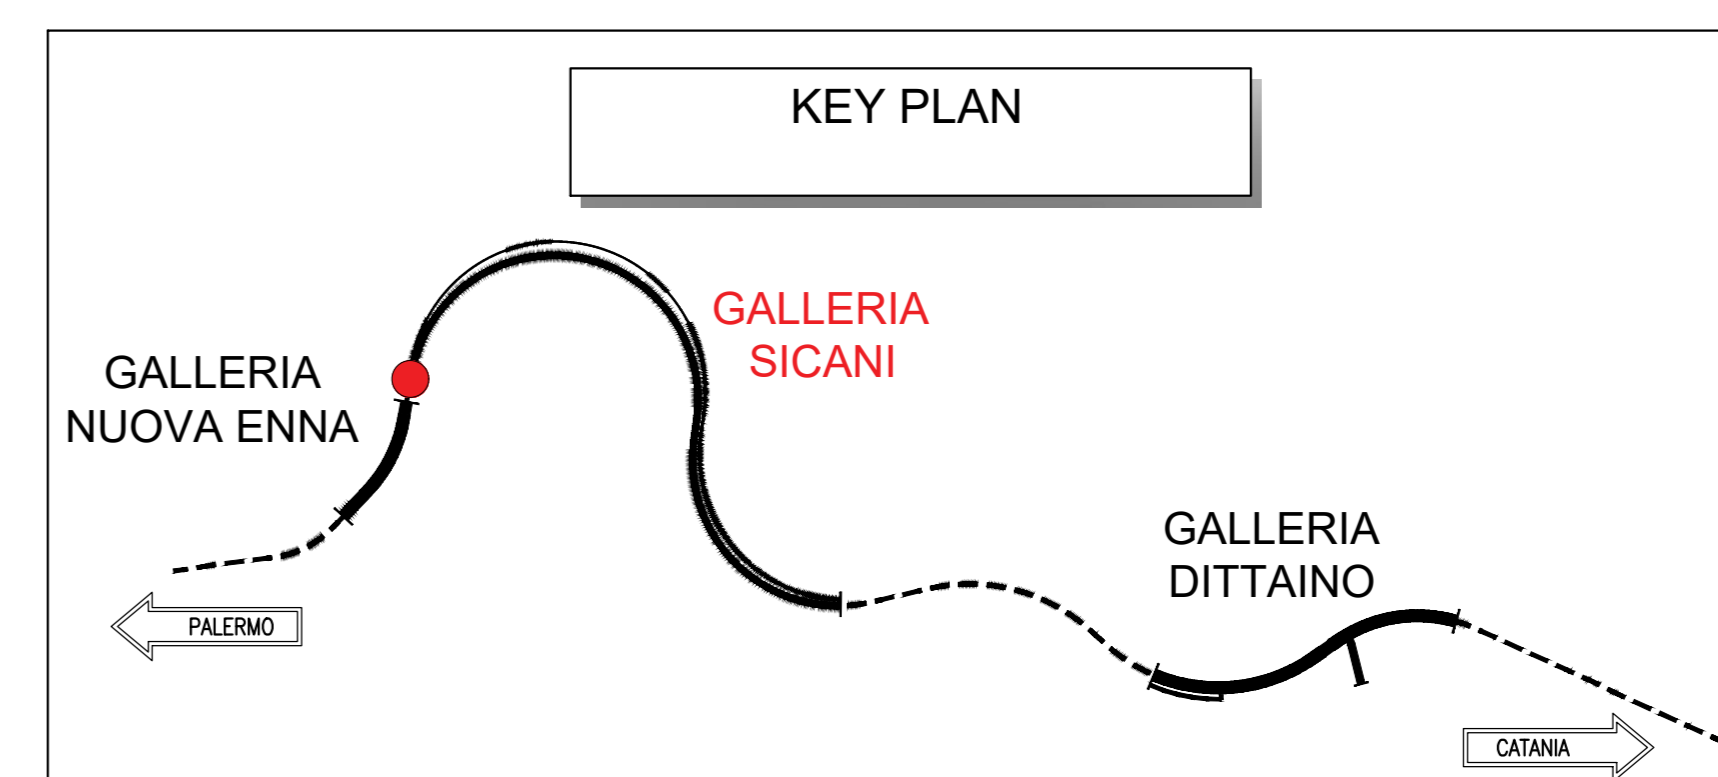 KEY PLAN
GALLERIA
SICANI
GALLERIA
NUOVA ENNA
GALLERIA
DITTAINO
PALERMO
CATANIA